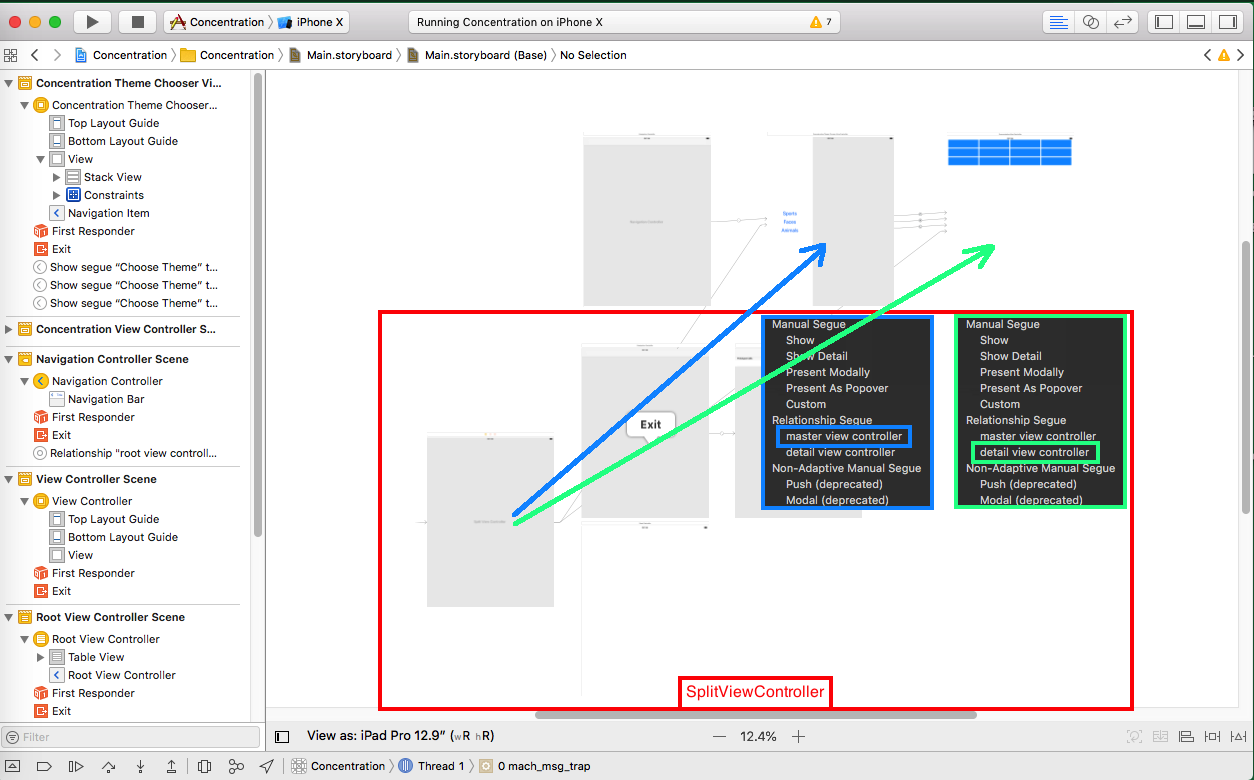 Concentration iPhone X
Running Concentration on iPhone X
7
Concentration Concentration Main.storyboard Main.storyboard (Base) No Selection
Concentration Theme Chooser Vi...
Concentration Theme Chooser...
Top Layout Guide
Bottom Layout Guide
View
Stack View
Constraints
Navigation Item
First Responder
Exit
Show segue “Choose Theme” t...
Show segue “Choose Theme” t...
Show segue “Choose Theme” t...
Concentration View Controller S...
Navigation Controller Scene
Navigation Controller
Navigation Bar
First Responder
Exit
Relationship "root view controll...
View Controller Scene
View Controller
Top Layout Guide
Bottom Layout Guide
View
First Responder
Exit
Root View Controller Scene
Root View Controller
Table View
Root View Controller
First Responder
Exit
Filter
Navigation Controller
Sports
Faces
Animals
Exit
Split View Controller
Manual Segue
Show
Show Detail
Present Modally
Present As Popover
Custom
Relationship Segue
master view controller
detail view controller
Non-Adaptive Manual Segue
Push (deprecated)
Modal (deprecated)
Manual Segue
Show
Show Detail
Present Modally
Present As Popover
Custom
Relationship Segue
master view controller
detail view controller
Non-Adaptive Manual Segue
Push (deprecated)
Modal (deprecated)
SplitViewController
View as: iPad Pro 12.9” (wR hR)
12.4%
Concentration Thread 1 0 mach_msg_trap